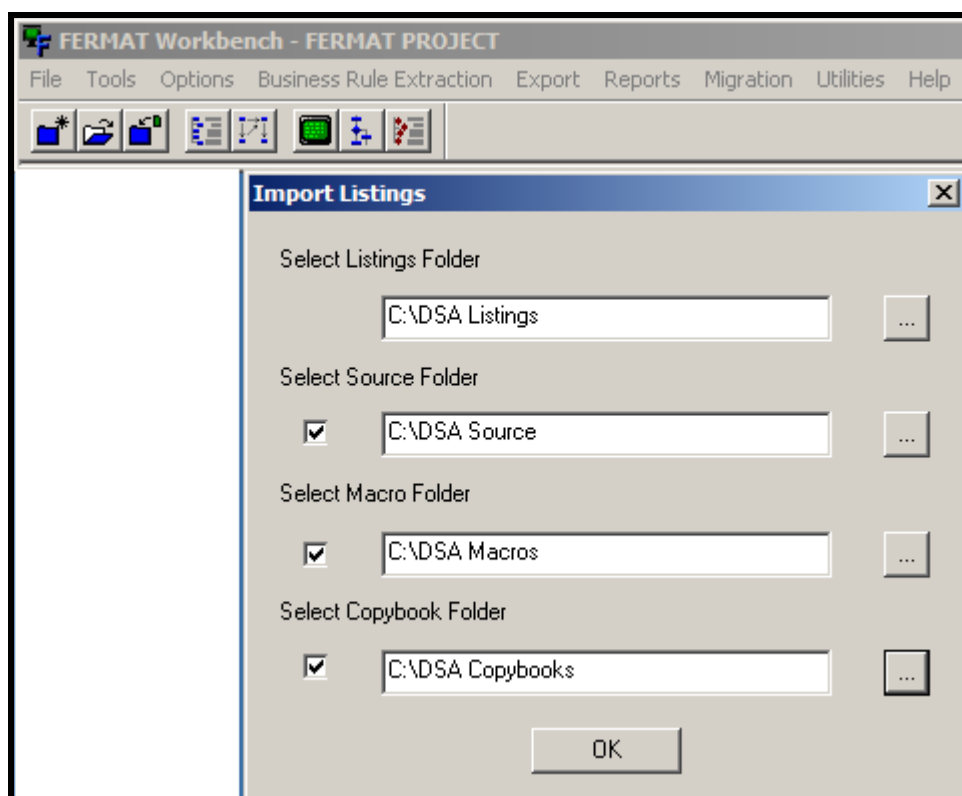 FERMAT Workbench - FERMAT PROJECT
File Tools Options Business Rule Extraction Export Reports Migration Utilities Help
Import Listings
Select Listings Folder
C:\DSA Listings ...
Select Source Folder
C:\DSA Source ...
Select Macro Folder
C:\DSA Macros ...
Select Copybook Folder
C:\DSA Copybooks ...
OK